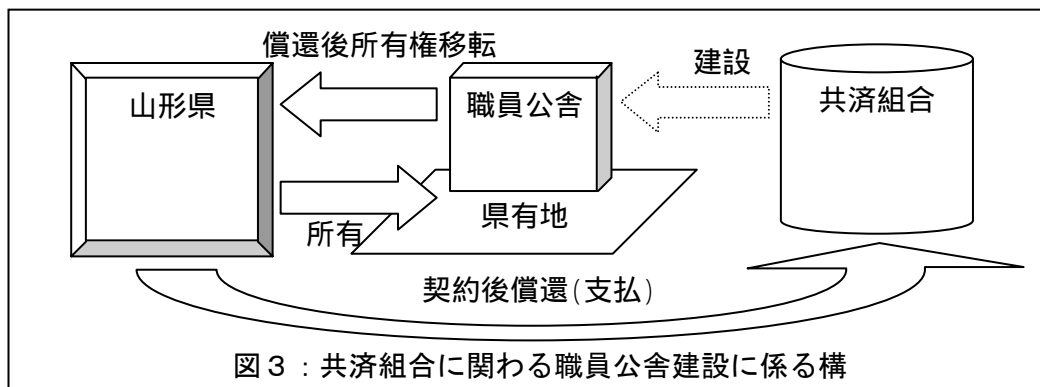 償還後所有権移転
建設
山形県
職員公舎
共済組合
所有
県有地
契約後償還(支払)
図3:共済組合に関わる職員公舎建設に係る構